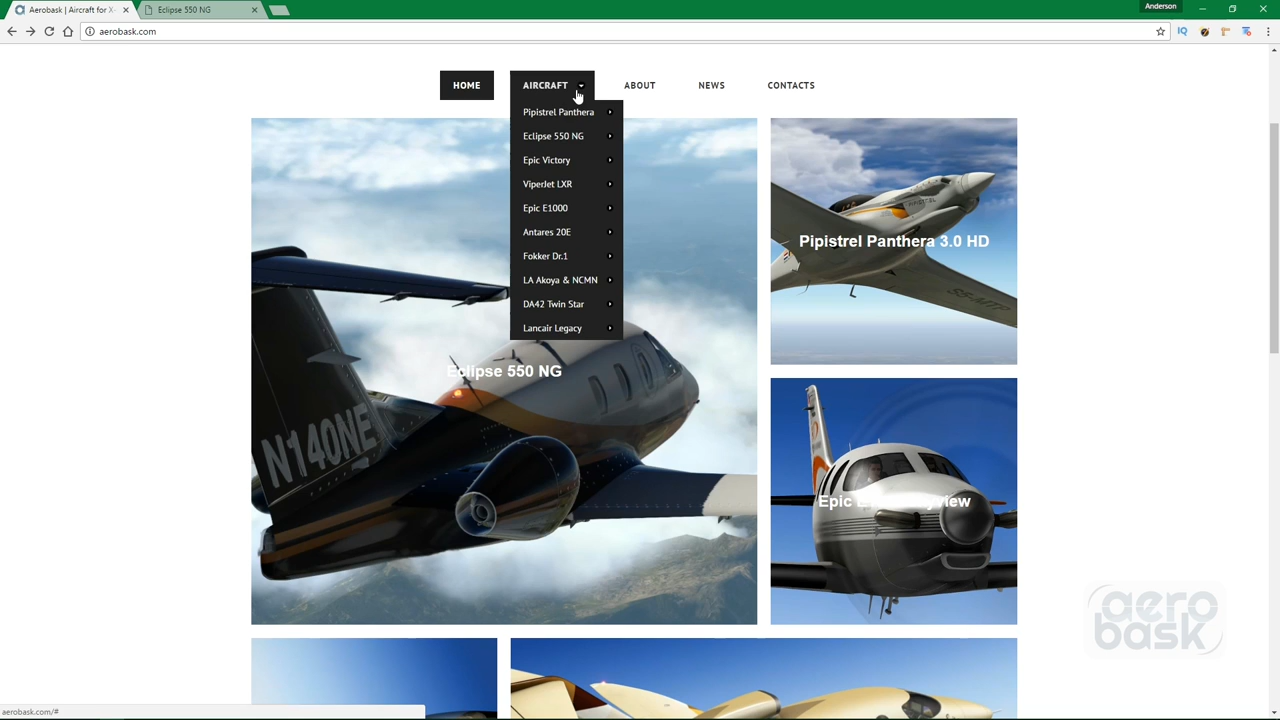 Anderson
Aerobask | Aircraft for X-
Eclipse 550 NG
aerobask.com
IQ
HOME
AIRCRAFT
ABOUT
NEWS
CONTACTS
Pipistrel Panthera
Eclipse 550 NG
Epic Victory
ViperJet LXR
Epic E1000
Antares 20E
Fokker Dr.1
LA Akoya & NCMN
DA42 Twin Star
Lancair Legacy
Eclipse 550 NG
N140NE
Pipistrel Panthera 3.0 HD
Epic
aero
bask
aerobask.com/#